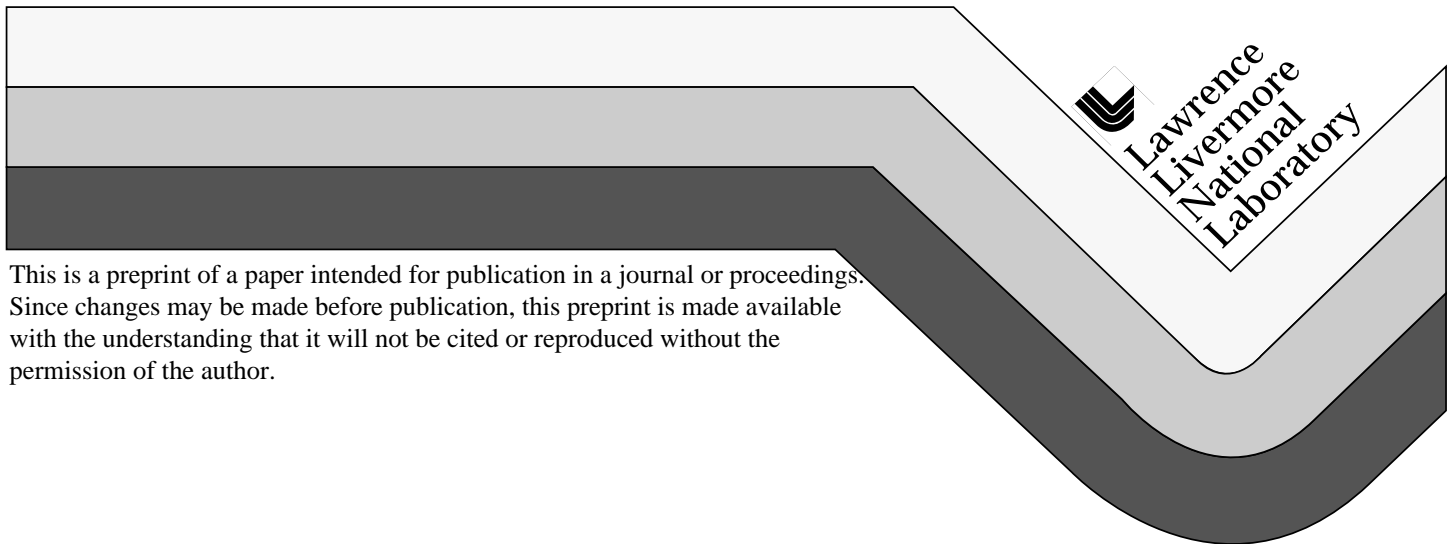 Lawrence
Livermore
National
Laboratory
This is a preprint of a paper intended for publication in a journal or proceedings.
Since changes may be made before publication, this preprint is made available
with the understanding that it will not be cited or reproduced without the
permission of the author.